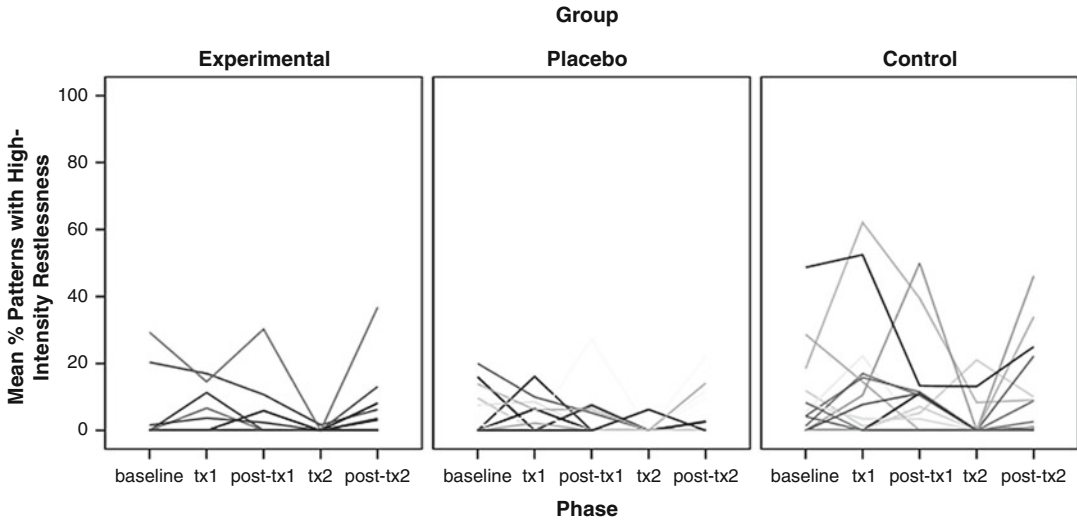 Group
Experimental
Placebo
Control
Mean % Patterns with High-
Intensity Restlessness
100
80
60
40
20
0
baseline tx1 post-tx1 tx2 post-tx2
baseline tx1 post-tx1 tx2 post-tx2
baseline tx1 post-tx1 tx2 post-tx2
Phase